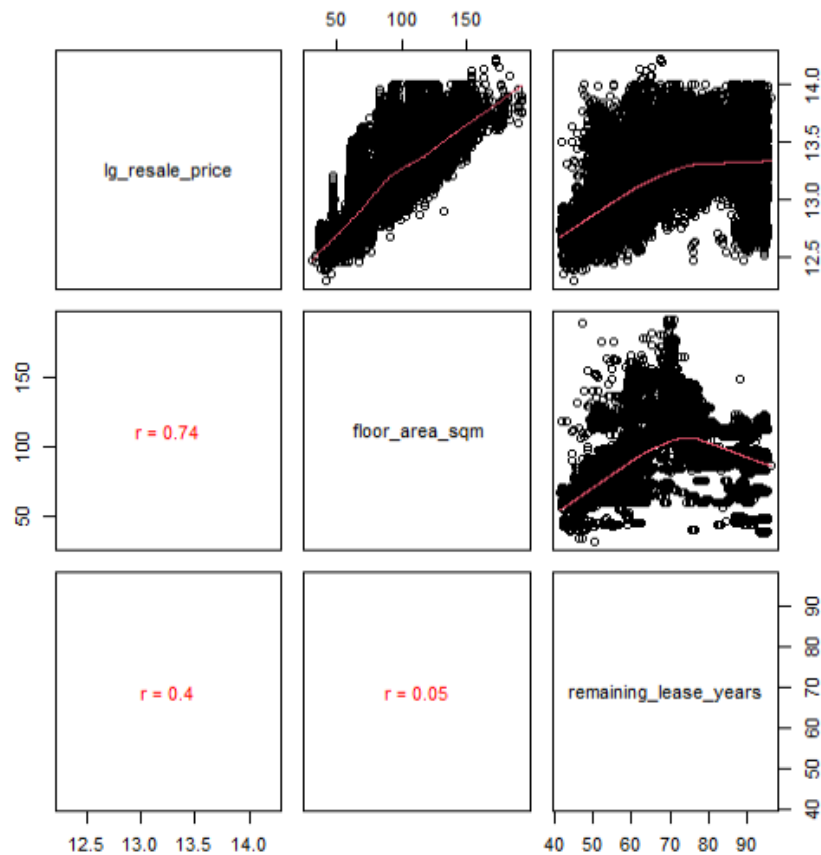 50 100 150
lg_resale_price
12.5 13.0 13.5 14.0
50 100 150
r = 0.74
floor_area_sqm
r = 0.4
r = 0.05
remaining_lease_years
40 50 60 70 80 90
12.5 13.0 13.5 14.0
40 50 60 70 80 90